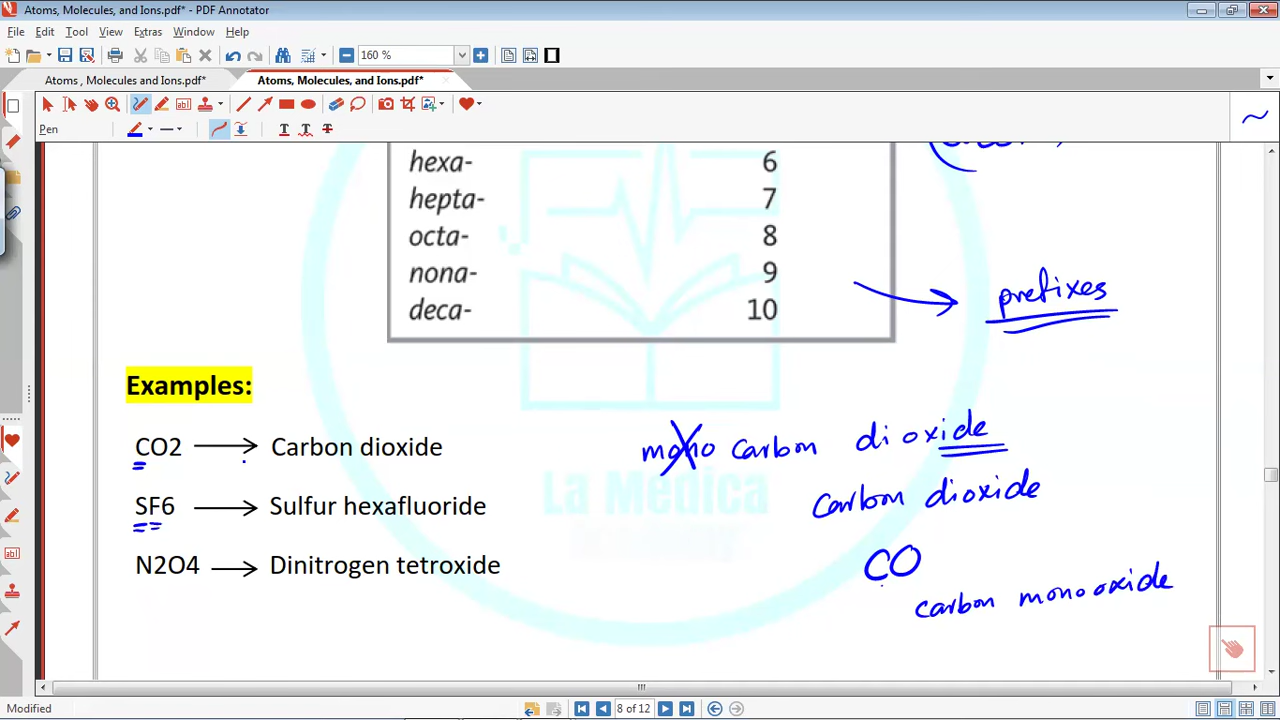 Atoms, Molecules, and Ions.pdf* - PDF Annotator
File Edit Tool View Extras Window Help
160 %
Atoms , Molecules and Ions.pdf* Atoms, Molecules, and Ions.pdf*
Pen
hexa- 6
hepta- 7
octa- 8
nona- 9
deca- 10
prefixes
Examples:
CO2 Carbon dioxide
mono carbon dioxide
SF6 Sulfur hexafluoride
carbon dioxide
N2O4 Dinitrogen tetroxide
CO
carbon monooxide
La Medica
Modified 8 of 12